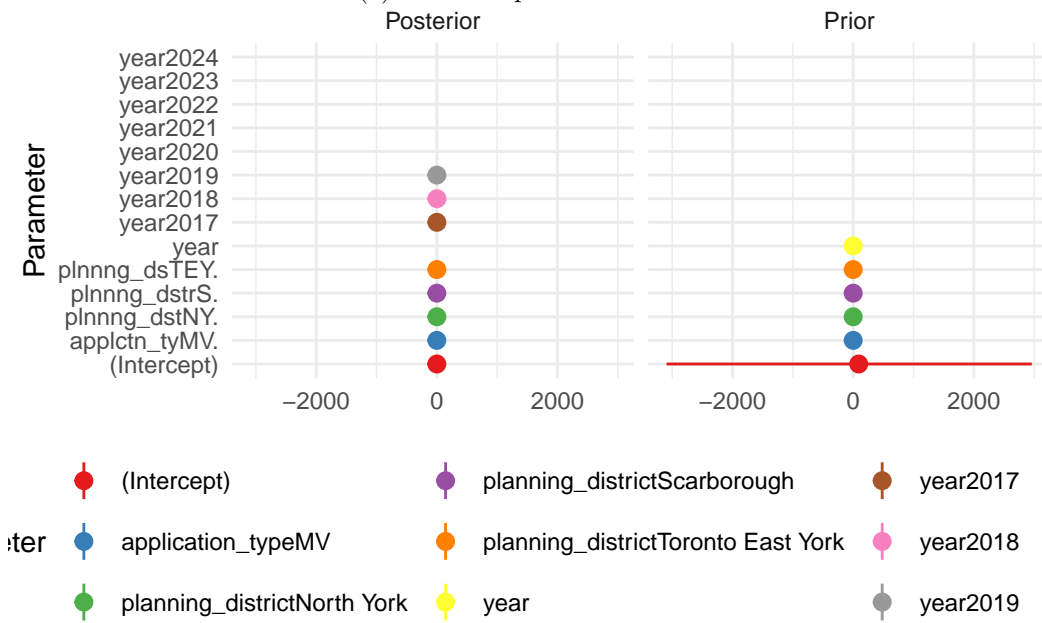 Posterior Prior
year2024
year2023
year2022
year2021
year2020
year2019
year2018
year2017
year
plnnng_dsTEY.
plnnng_dstrS.
plnnng_dstNY.
applctn_tyMV.
(Intercept)
Parameter
−2000 0 2000 −2000 0 2000
(Intercept) planning_districtScarborough year2017
application_typeMV planning_districtToronto East York year2018
planning_districtNorth York year year2019